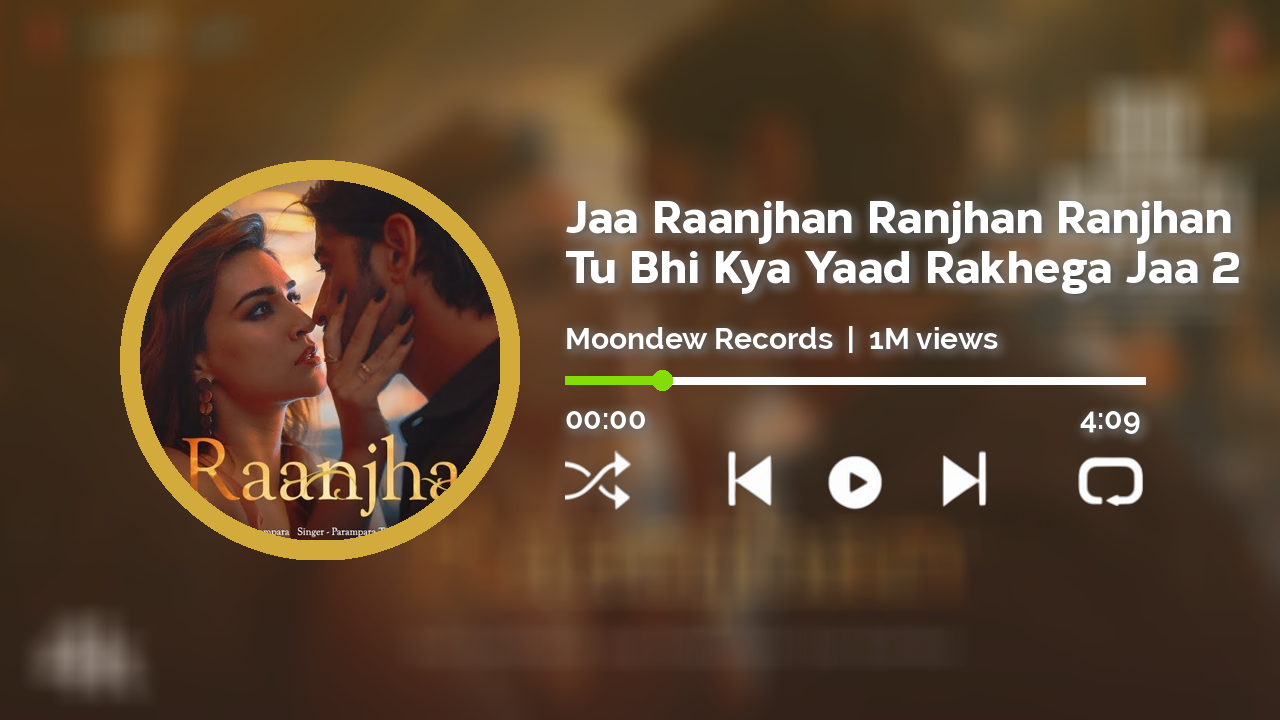 Jaa Raanjhan Ranjhan Ranjhan
Tu Bhi Kya Yaad Rakhega Jaa 2
Moondew Records | 1M views
00:00
4:09
Raanjha
Singer - Parampara